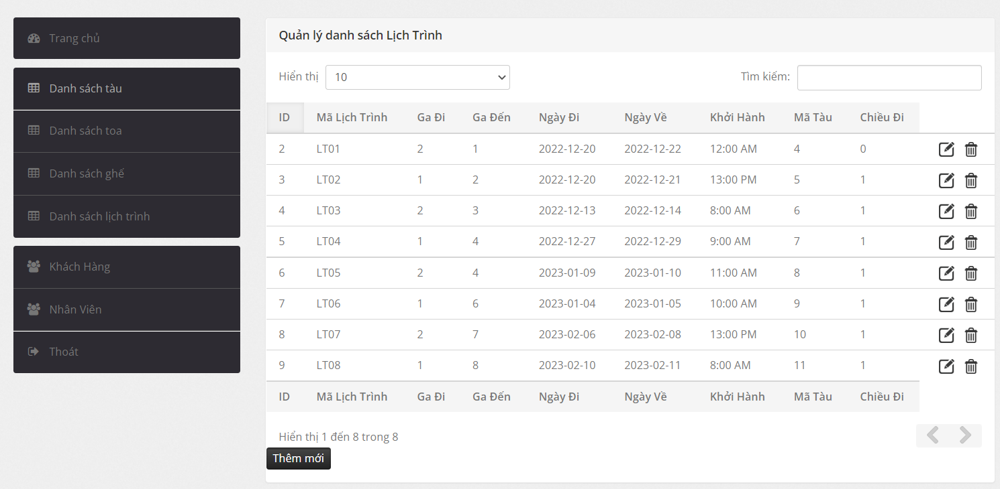 Trang chủ
Danh sách tàu
Danh sách toa
Danh sách ghế
Danh sách lịch trình
Khách Hàng
Nhân Viên
Thoát
Quản lý danh sách Lịch Trình
Hiển thị 10 Tìm kiếm:
ID Mã Lịch Trình Ga Đi Ga Đến Ngày Đi Ngày Về Khởi Hành Mã Tàu Chiều Đi
2 LT01 2 1 2022-12-20 2022-12-22 12:00 AM 4 0
3 LT02 1 2 2022-12-20 2022-12-21 13:00 PM 5 1
4 LT03 2 3 2022-12-13 2022-12-14 8:00 AM 6 1
5 LT04 1 4 2022-12-27 2022-12-29 9:00 AM 7 1
6 LT05 2 4 2023-01-09 2023-01-10 11:00 AM 8 1
7 LT06 1 6 2023-01-04 2023-01-05 10:00 AM 9 1
8 LT07 2 7 2023-02-06 2023-02-08 13:00 PM 10 1
9 LT08 1 8 2023-02-10 2023-02-11 8:00 AM 11 1
ID Mã Lịch Trình Ga Đi Ga Đến Ngày Đi Ngày Về Khởi Hành Mã Tàu Chiều Đi
Hiển thị 1 đến 8 trong 8
Thêm mới